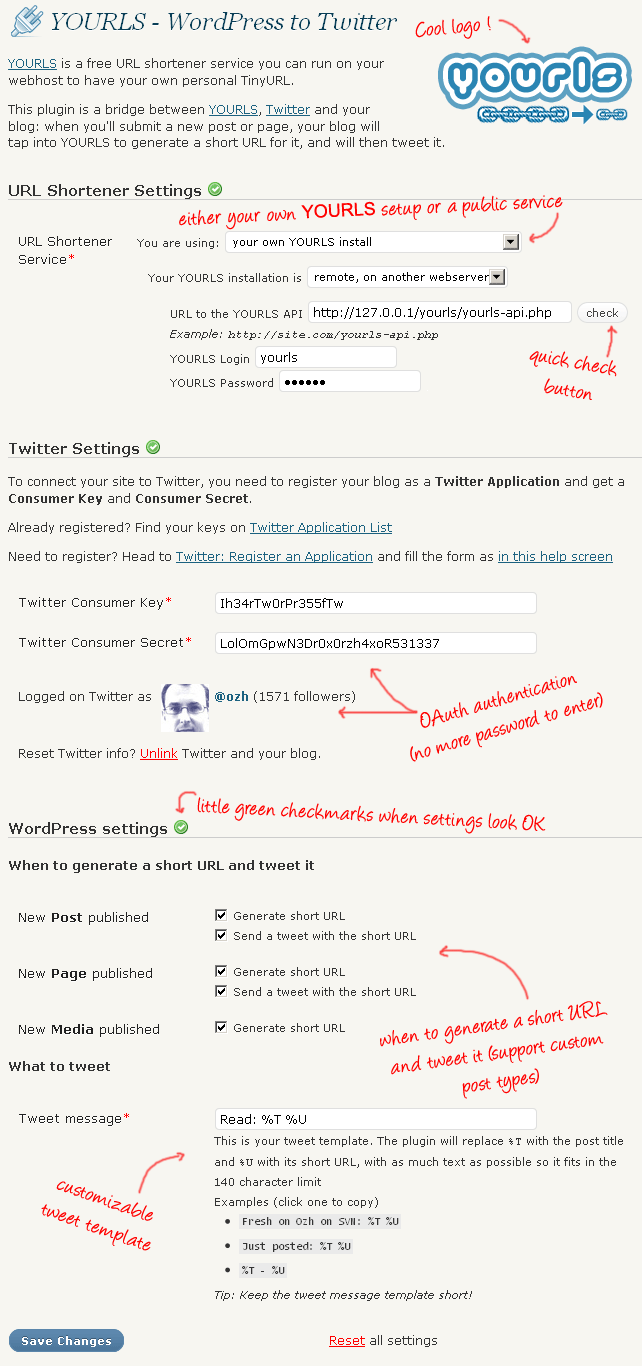 YOURLS - WordPress to Twitter
Cool logo !
yourls
YOURLS is a free URL shortener service you can run on your
webhost to have your own personal TinyURL.
This plugin is a bridge between YOURLS, Twitter and your
blog: when you'll submit a new post or page, your blog will
tap into YOURLS to generate a short URL for it, and will then tweet it.
URL Shortener Settings
either your own YOURLS setup or a public service
URL Shortener
Service*
You are using: your own YOURLS install
Your YOURLS installation is remote, on another webserver
URL to the YOURLS API http://127.0.0.1/yourls/yourls-api.php check
Example: http://site.com/yourls-api.php
YOURLS Login yourls
YOURLS Password ••••••
quick check
button
Twitter Settings
To connect your site to Twitter, you need to register your blog as a Twitter Application and get a
Consumer Key and Consumer Secret.
Already registered? Find your keys on Twitter Application List
Need to register? Head to Twitter: Register an Application and fill the form as in this help screen
Twitter Consumer Key* Ih34rTw0rPr355fTw
Twitter Consumer Secret* LolOmGpwN3Dr0x0rzh4xoR531337
Logged on Twitter as @ozh (1571 followers)
OAuth authentication
(no more password to enter)
Reset Twitter info? Unlink Twitter and your blog.
little green checkmarks when settings look OK
WordPress settings
When to generate a short URL and tweet it
New Post published Generate short URL
Send a tweet with the short URL
New Page published Generate short URL
Send a tweet with the short URL
New Media published Generate short URL
when to generate a short URL
and tweet it (support custom
post types)
What to tweet
Tweet message* Read: %T %U
This is your tweet template. The plugin will replace %T with the post title
and %U with its short URL, with as much text as possible so it fits in the
140 character limit
customizable
tweet template
Examples (click one to copy)
• Fresh on Ozh on SVN: %T %U
• Just posted: %T %U
• %T - %U
Tip: Keep the tweet message template short!
Save Changes
Reset all settings